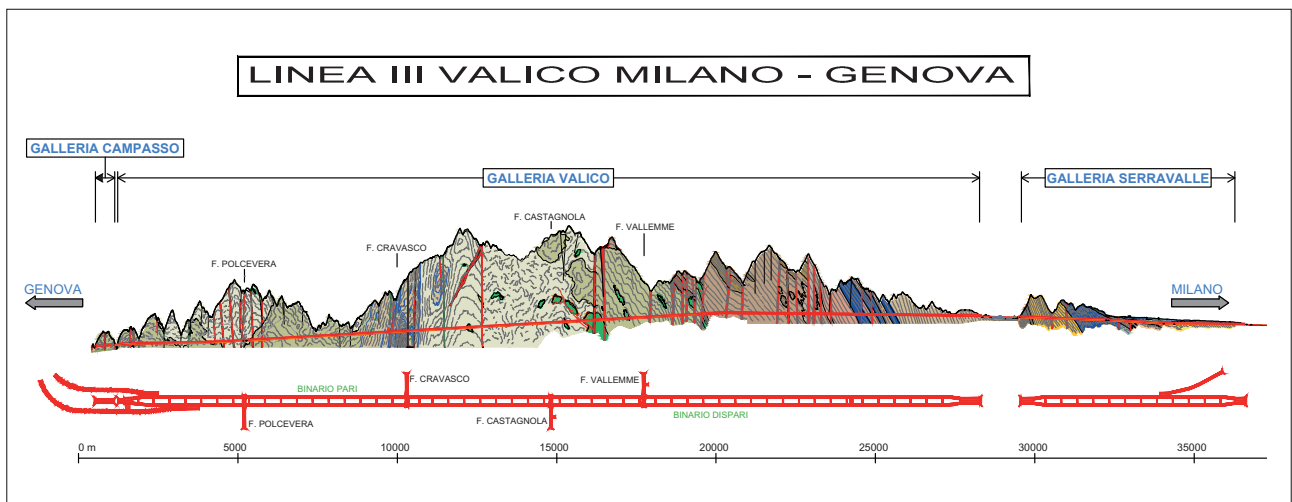 LINEA III VALICO MILANO - GENOVA
GALLERIA CAMPASSO
GALLERIA VALICO
GALLERIA SERRAVALLE
F. CASTAGNOLA
F. VALLEMME
F. CRAVASCO
F. POLCEVERA
GENOVA
MILANO
F. CRAVASCO
F. VALLEMME
BINARIO PARI
BINARIO DISPARI
F. POLCEVERA
F. CASTAGNOLA
0 m 5000 10000 15000 20000 25000 30000 35000